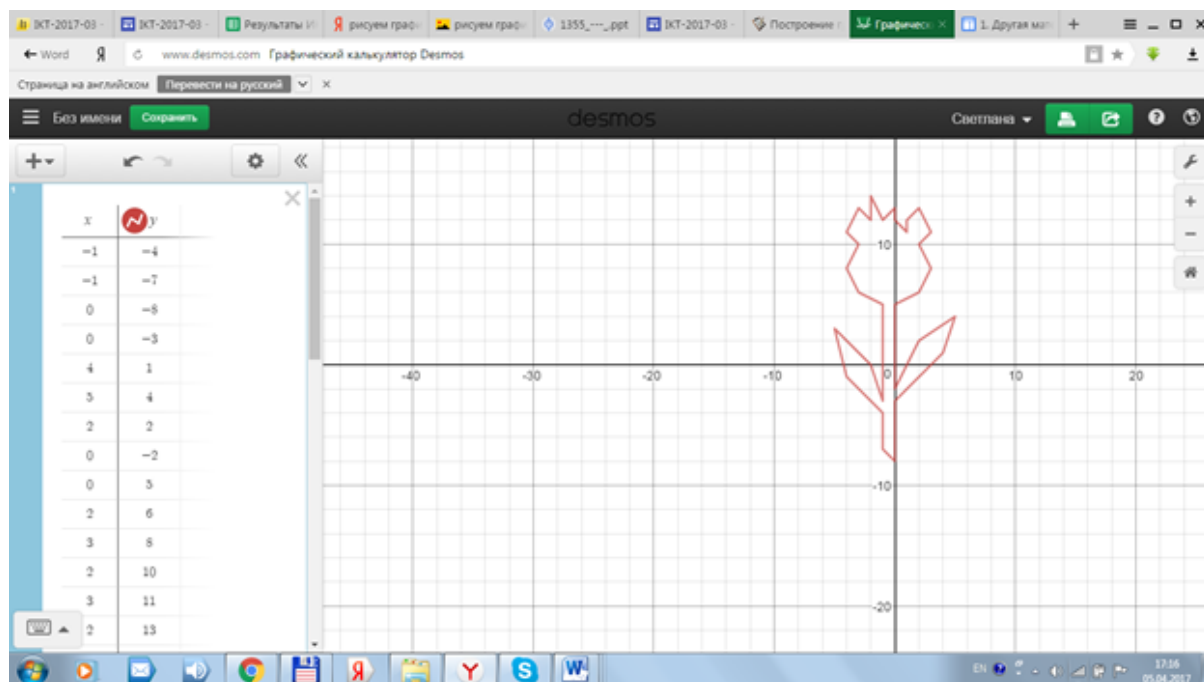 IKT-2017-03 - IKT-2017-03 - Результаты И рисуем граф рисуем граф 1355_---_.ppt IKT-2017-03 - Построение Графическ 1. Другая мат
Word www.desmos.com Графический калькулятор Desmos
Страница на английском Перевести на русский
Без имени Сохранить desmos Светлана
1
x y
−1 −4
−1 −7
0 −8
0 −3
4 1
5 4
2 2
0 −2
0 5
2 6
3 8
2 10
3 11
2 13
10
-40 -30 -20 -10 0 10 20
-10
-20
EN 17:16
05.04.2017